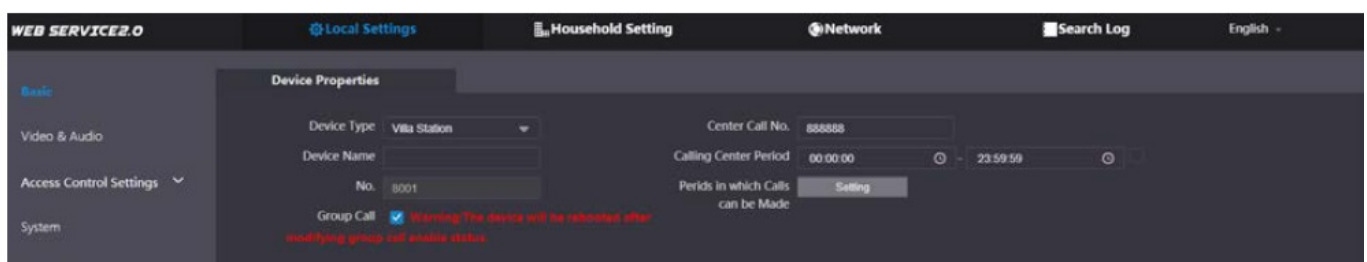 WEB SERVICE2.0
Local Settings
Household Setting
Network
Search Log
English
Basic
Video & Audio
Access Control Settings
System
Device Properties
Device Type Villa Station
Device Name
No. 8001
Group Call Warning:The device will be rebooted after
modifying group call enable status.
Center Call No. 888888
Calling Center Period 00:00:00 - 23:59:59
Perids in which Calls Setting
can be Made